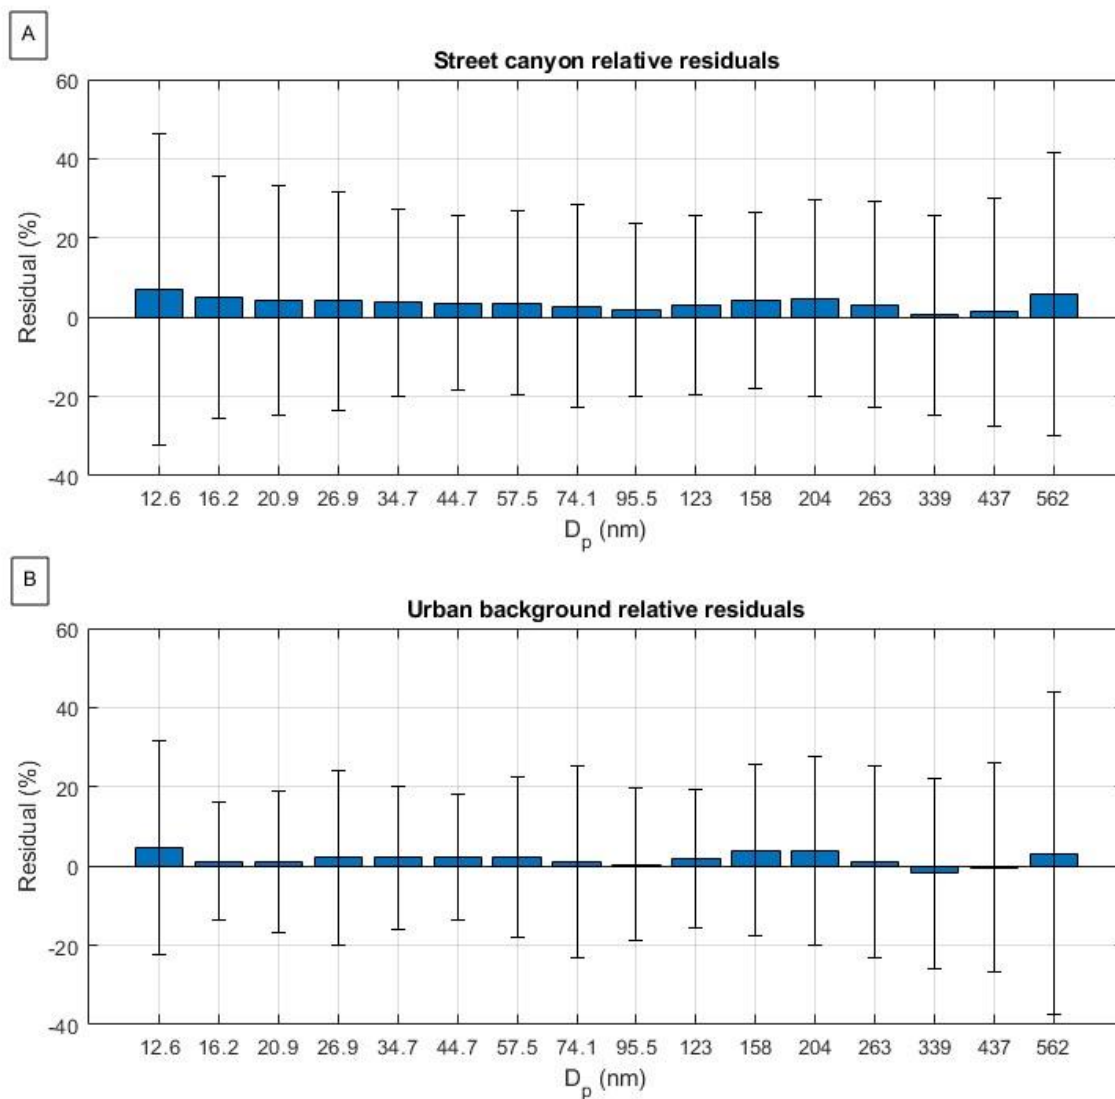 A
Street canyon relative residuals
60
40
20
0
-20
-40
Residual (%)
12.6 16.2 20.9 26.9 34.7 44.7 57.5 74.1 95.5 123 158 204 263 339 437 562
Dp (nm)
B
Urban background relative residuals
60
40
20
0
-20
-40
Residual (%)
12.6 16.2 20.9 26.9 34.7 44.7 57.5 74.1 95.5 123 158 204 263 339 437 562
Dp (nm)